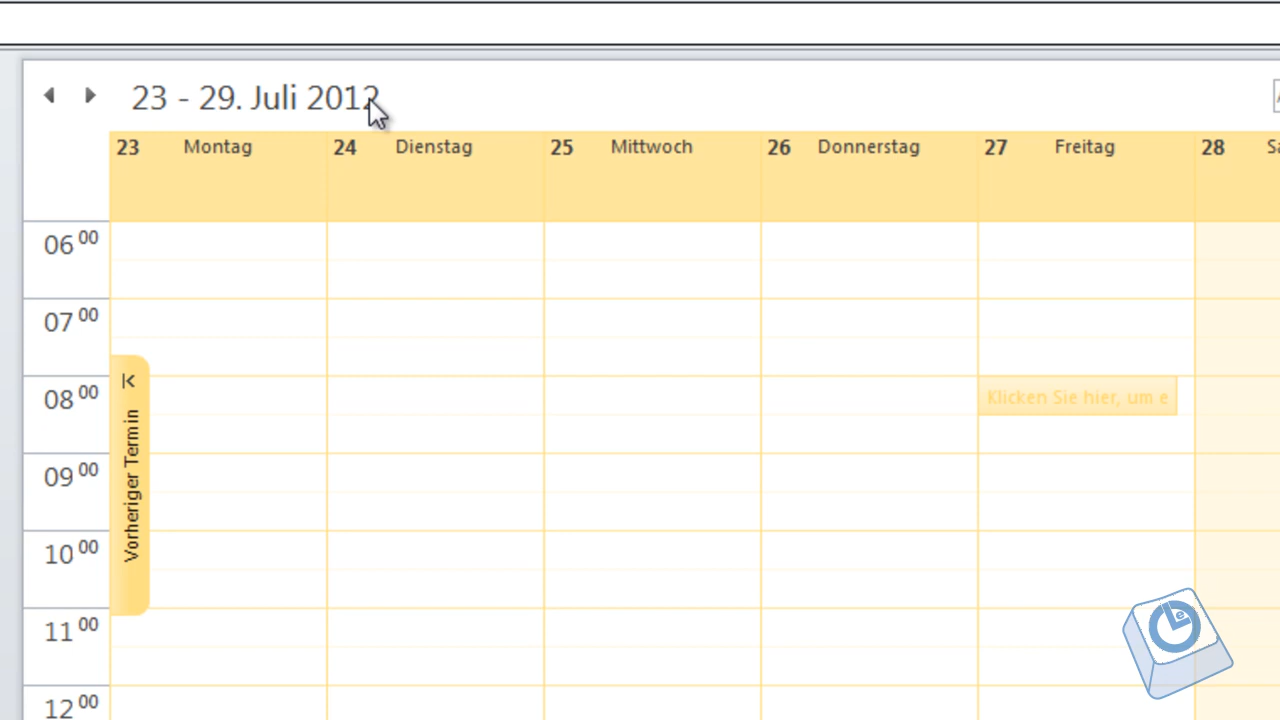 23 - 29. Juli 2012
23 Montag 24 Dienstag 25 Mittwoch 26 Donnerstag 27 Freitag 28
06 00
07 00
08 00
Klicken Sie hier, um e
Vorheriger Termin
09 00
10 00
11 00
12 00